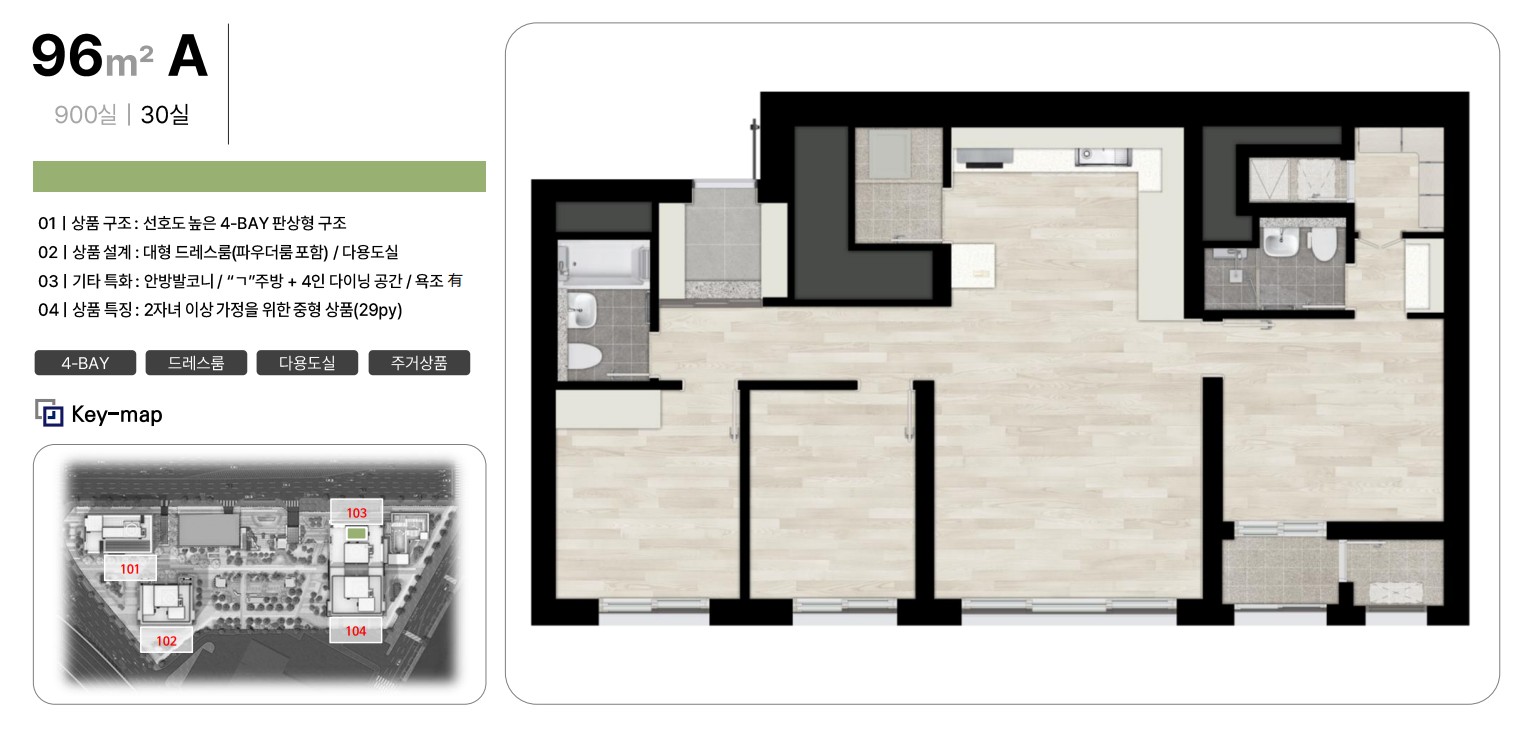 96m² A
900실 | 30실
01 | 상품 구조 : 선호도 높은 4-BAY 판상형 구조
02 | 상품 설계 : 대형 드레스룸(파우더룸 포함) / 다용도실
03 | 기타 특화 : 안방발코니 / “ㄱ”주방 + 4인 다이닝 공간 / 욕조 有
04 | 상품 특징 : 2자녀 이상 가정을 위한 중형 상품(29py)
4-BAY 드레스룸 다용도실 주거상품
Key-map
103
101
102
104